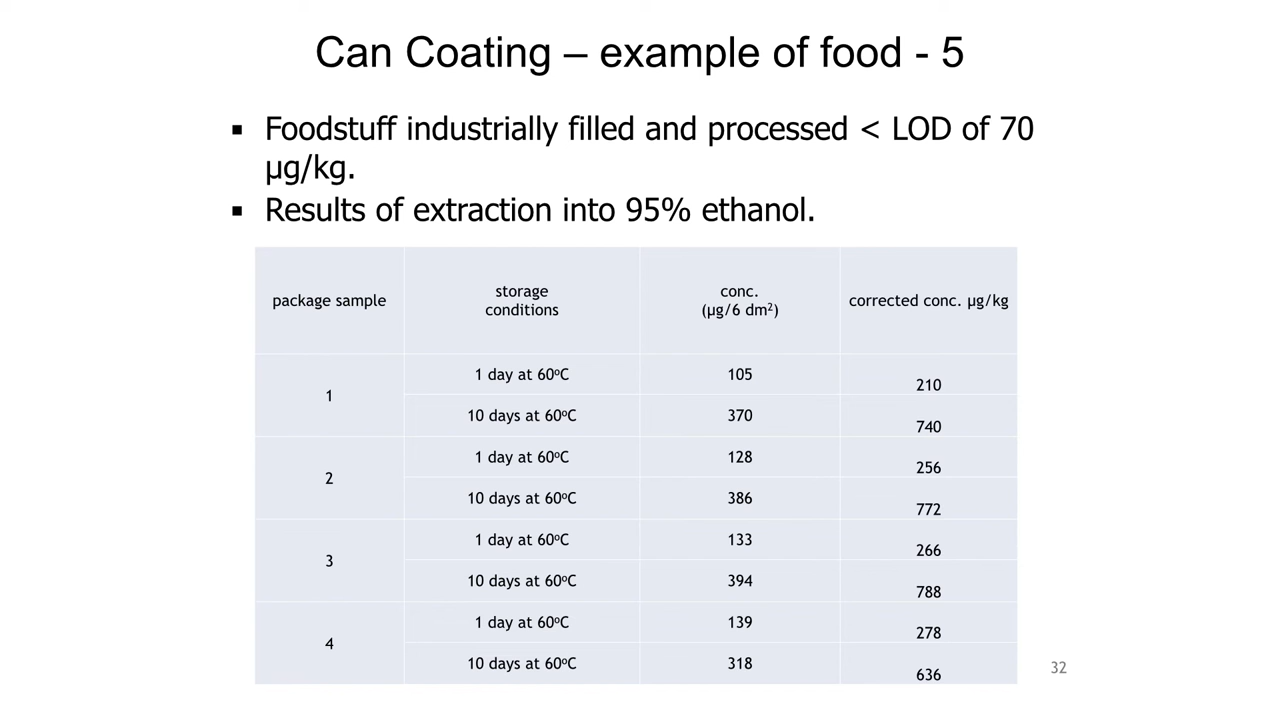 Can Coating – example of food - 5
▪ Foodstuff industrially filled and processed < LOD of 70
µg/kg.
▪ Results of extraction into 95% ethanol.
package sample
storage
conditions
conc.
(µg/6 dm²)
corrected conc. µg/kg
1
1 day at 60ºC
105
210
10 days at 60ºC
370
740
2
1 day at 60ºC
128
256
10 days at 60ºC
386
772
3
1 day at 60ºC
133
266
10 days at 60ºC
394
788
4
1 day at 60ºC
139
278
10 days at 60ºC
318
636
32